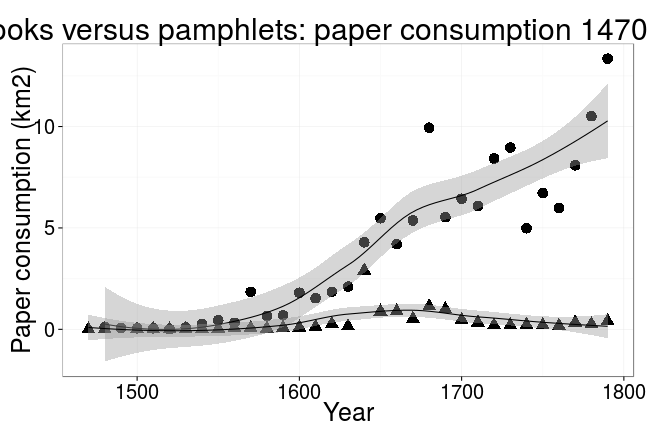 ooks versus pamphlets: paper consumption 1470
Paper consumption (km2)
10
5
0
1500
1600
1700
1800
Year